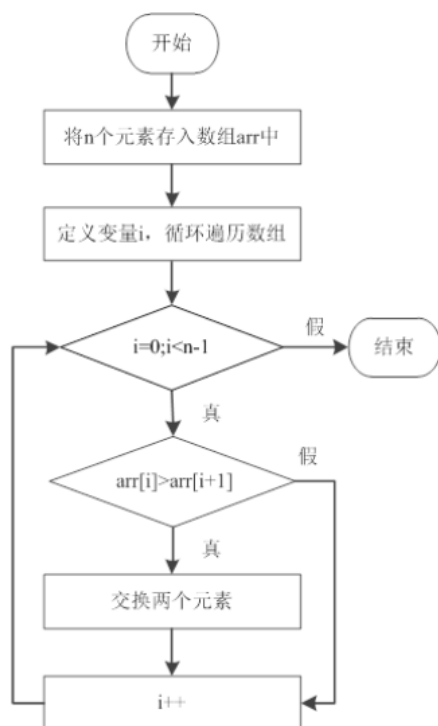 开始
将n个元素存入数组arr中
定义变量i，循环遍历数组
i=0;i<n-1
假
结束
真
arr[i]>arr[i+1]
假
真
交换两个元素
i++